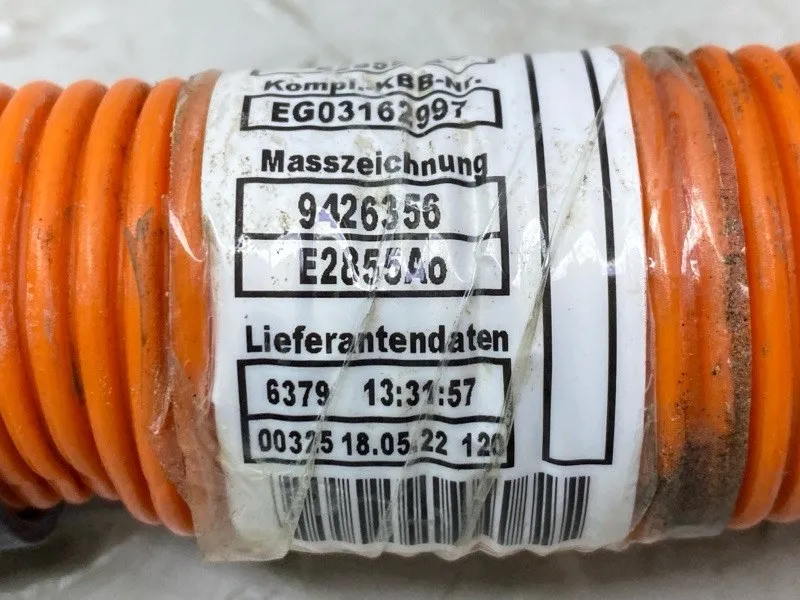 Kompl.-KBB-Nr.
EG03162997
Masszeichnung
9426356
E2855Ao
Lieferantendaten
6379 13:31:57
00325 18.05.22 120